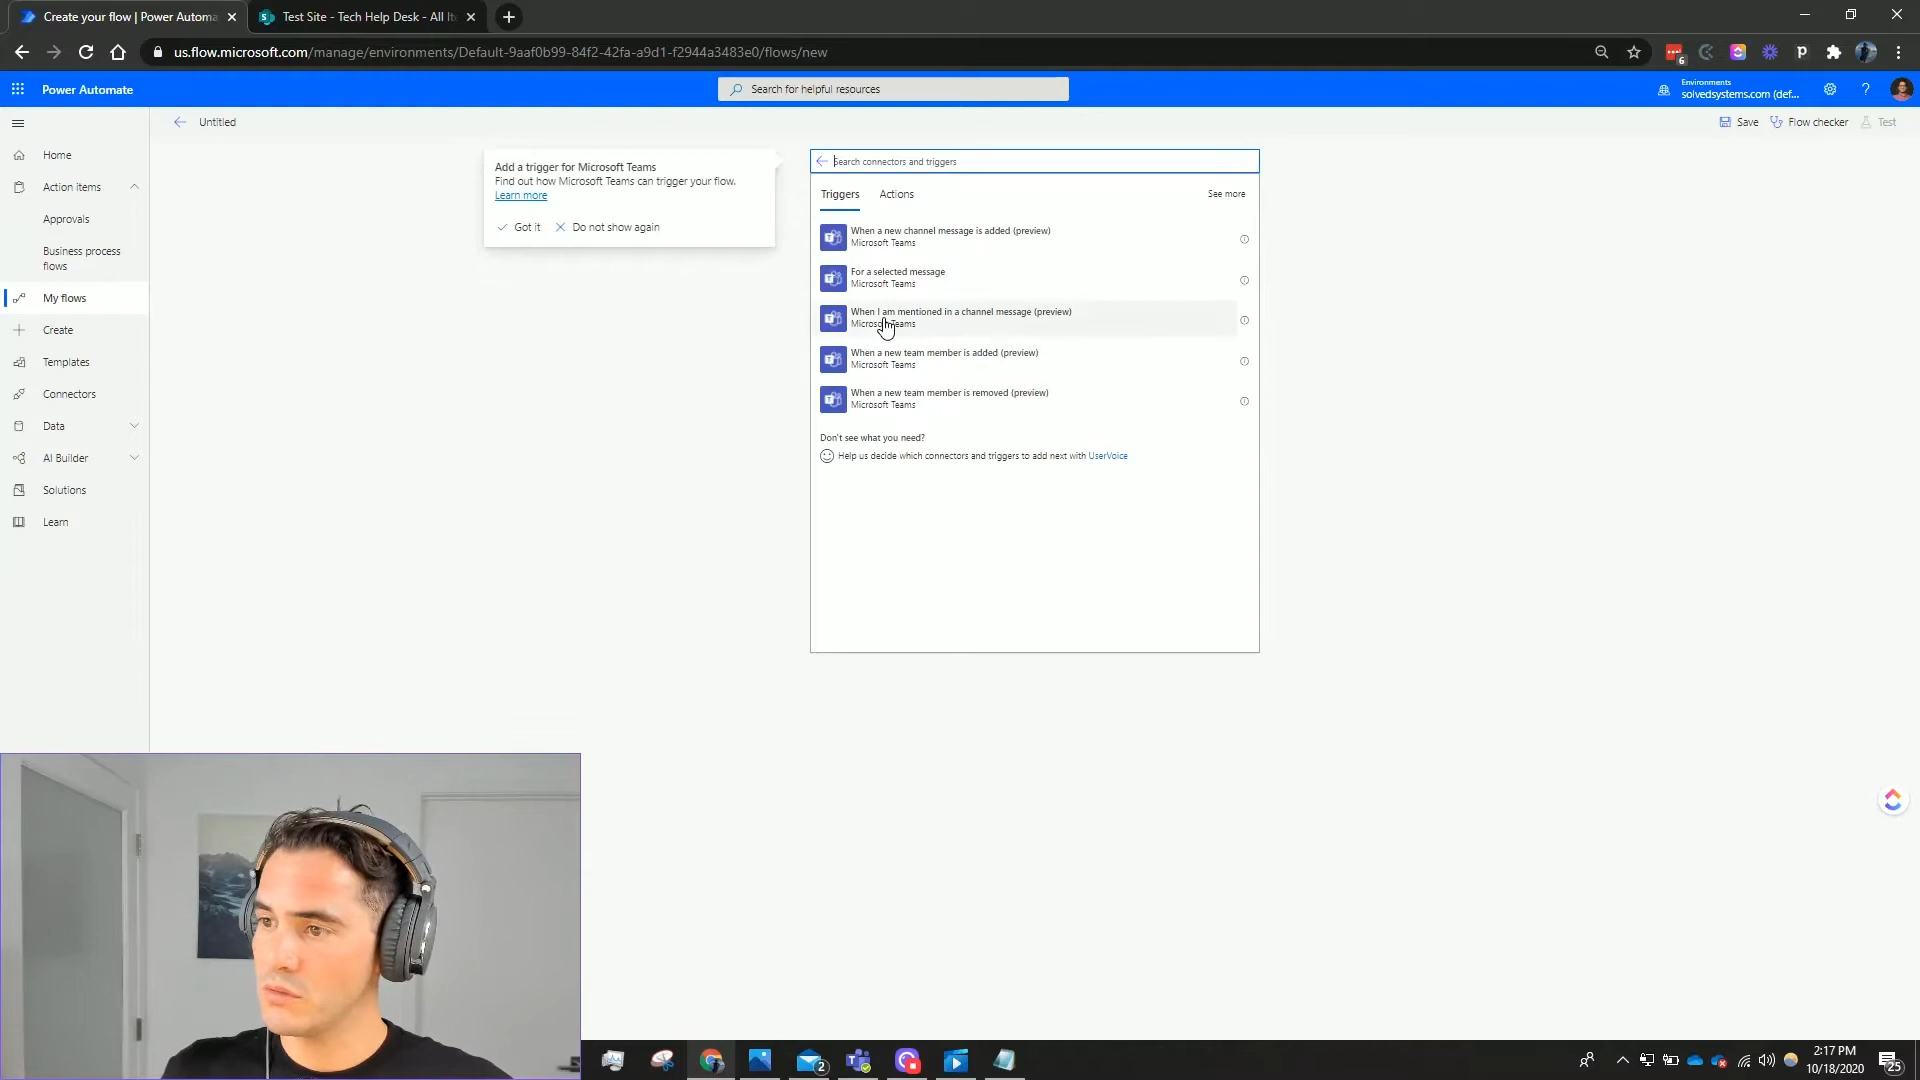 Create your flow | Power Automa
Test Site - Tech Help Desk - All Ite
us.flow.microsoft.com/manage/environments/Default-9aaf0b99-84f2-42fa-a9d1-f2944a3483e0/flows/new
6
Power Automate
Search for helpful resources
Environments
solvedsystems.com (def...
Untitled
Save
Flow checker
Test
Home
Action items
Approvals
Business process
flows
My flows
Create
Templates
Connectors
Data
AI Builder
Solutions
Learn
Add a trigger for Microsoft Teams
Find out how Microsoft Teams can trigger your flow.
Learn more
Got it
Do not show again
Search connectors and triggers
Triggers
Actions
See more
When a new channel message is added (preview)
Microsoft Teams
For a selected message
Microsoft Teams
When I am mentioned in a channel message (preview)
Microsoft Teams
When a new team member is added (preview)
Microsoft Teams
When a new team member is removed (preview)
Microsoft Teams
Don't see what you need?
Help us decide which connectors and triggers to add next with UserVoice
2
2:17 PM
10/18/2020
25